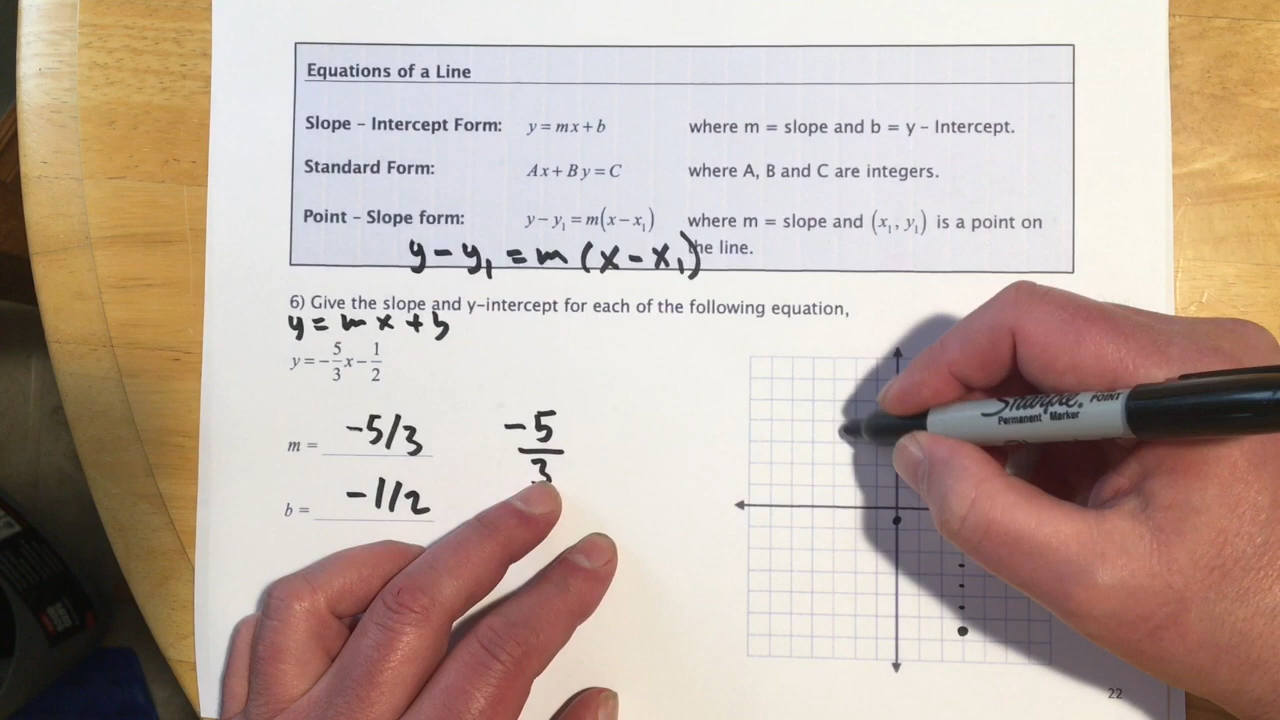 Equations of a Line
Slope – Intercept Form: y = mx + b where m = slope and b = y – Intercept.
Standard Form: Ax + By = C where A, B and C are integers.
Point – Slope form: y − y₁ = m(x − x₁) where m = slope and (x₁, y₁) is a point on
the line.
y − y₁ = m (x − x₁)
6) Give the slope and y-intercept for each of the following equation,
y = m x + b
y = −5/3 x − 1/2
m = -5/3
b = -1/2
-5
3
Sharpie.
POINT
Permanent Marker
22